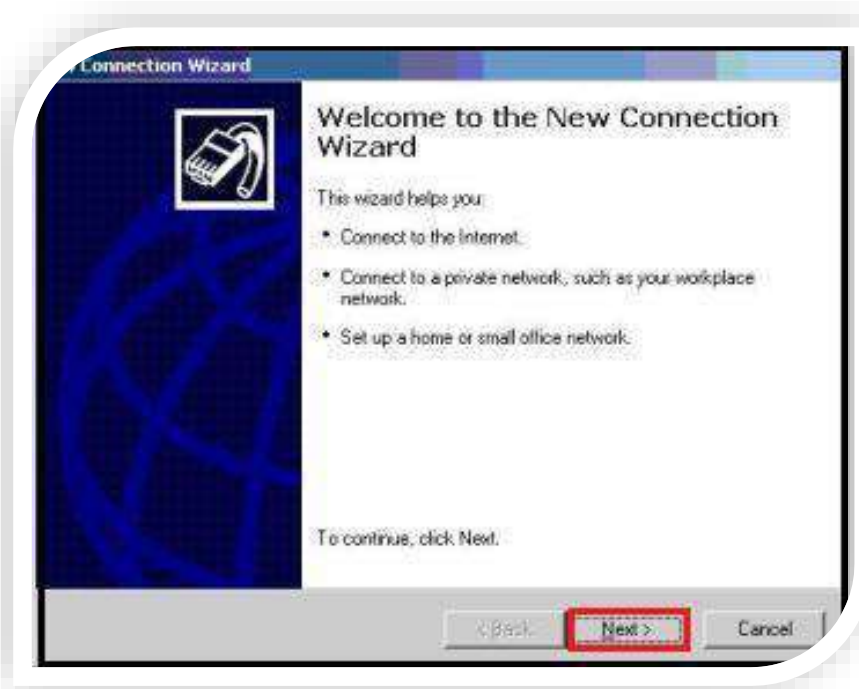 Connection Wizard
Welcome to the New Connection
Wizard
This wizard helps you:
• Connect to the Internet.
• Connect to a private network, such as your workplace
network.
• Set up a home or small office network.
To continue, click Next.
< Back
Next >
Cancel